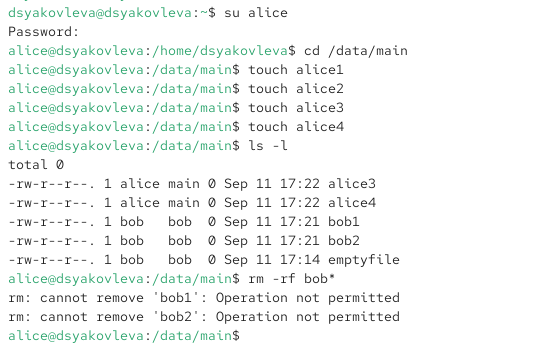 dsyakovleva@dsyakovleva:~$ su alice
Password:
alice@dsyakovleva:/home/dsyakovleva$ cd /data/main
alice@dsyakovleva:/data/main$ touch alice1
alice@dsyakovleva:/data/main$ touch alice2
alice@dsyakovleva:/data/main$ touch alice3
alice@dsyakovleva:/data/main$ touch alice4
alice@dsyakovleva:/data/main$ ls -l
total 0
-rw-r--r--. 1 alice main 0 Sep 11 17:22 alice3
-rw-r--r--. 1 alice main 0 Sep 11 17:22 alice4
-rw-r--r--. 1 bob   bob  0 Sep 11 17:21 bob1
-rw-r--r--. 1 bob   bob  0 Sep 11 17:21 bob2
-rw-r--r--. 1 bob   bob  0 Sep 11 17:14 emptyfile
alice@dsyakovleva:/data/main$ rm -rf bob*
rm: cannot remove 'bob1': Operation not permitted
rm: cannot remove 'bob2': Operation not permitted
alice@dsyakovleva:/data/main$